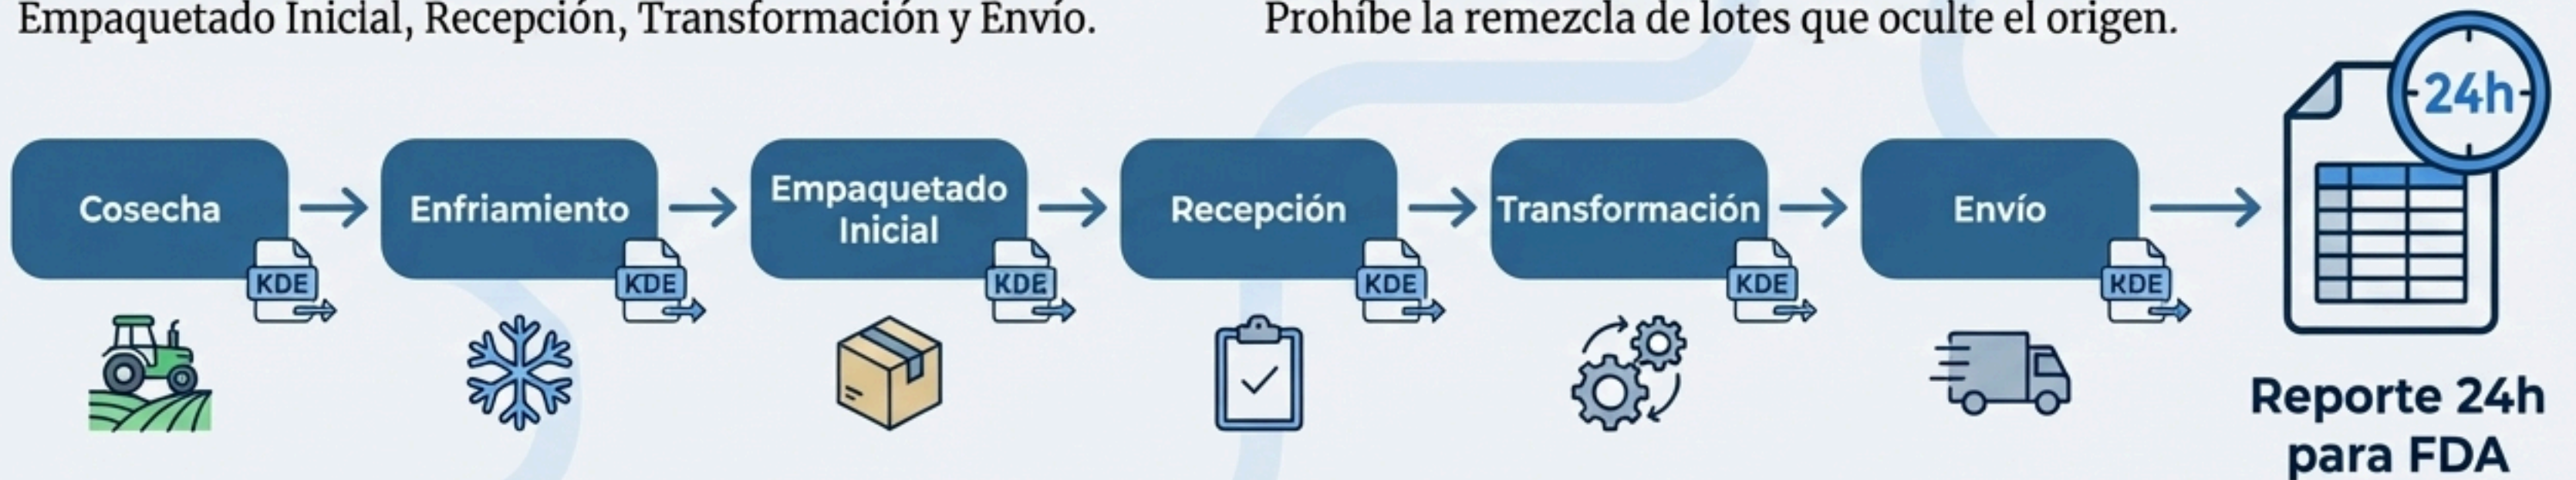 Empaquetado Inicial, Recepción, Transformación y Envío.
Prohíbe la remezcla de lotes que oculte el origen.
24h
Cosecha
Enfriamiento
Empaquetado
Inicial
Recepción
Transformación
Envío
KDE
KDE
KDE
KDE
KDE
KDE
Reporte 24h
para FDA